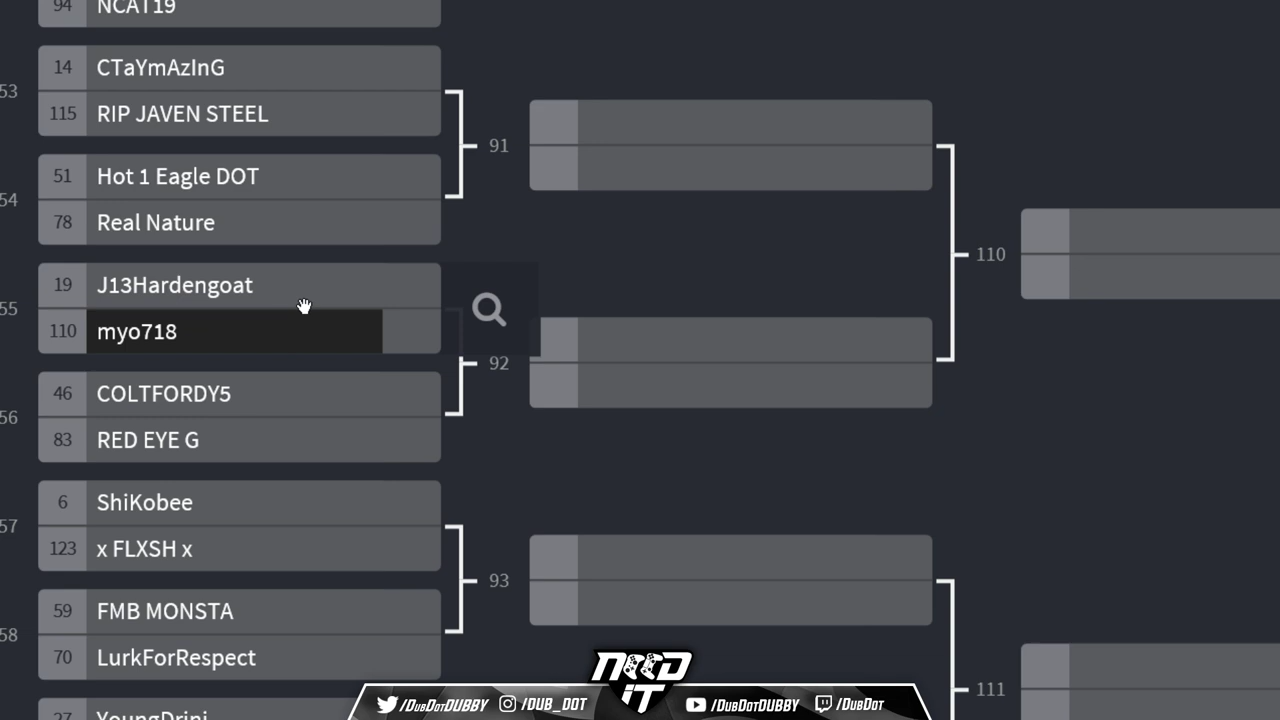 94 NCAT19
14 CTaYmAzInG
53
115 RIP JAVEN STEEL
91
51 Hot 1 Eagle DOT
54
78 Real Nature
110
19 J13Hardengoat
55
110 myo718
92
46 COLTFORDY5
56
83 RED EYE G
6 ShiKobee
57
123 x FLXSH x
93
59 FMB MONSTA
58
70 LurkForRespect
111
27 YoungDrini
NEED
IT
/DubDotDUBBY /DUB_DOT /DubDotDUBBY /DubDot